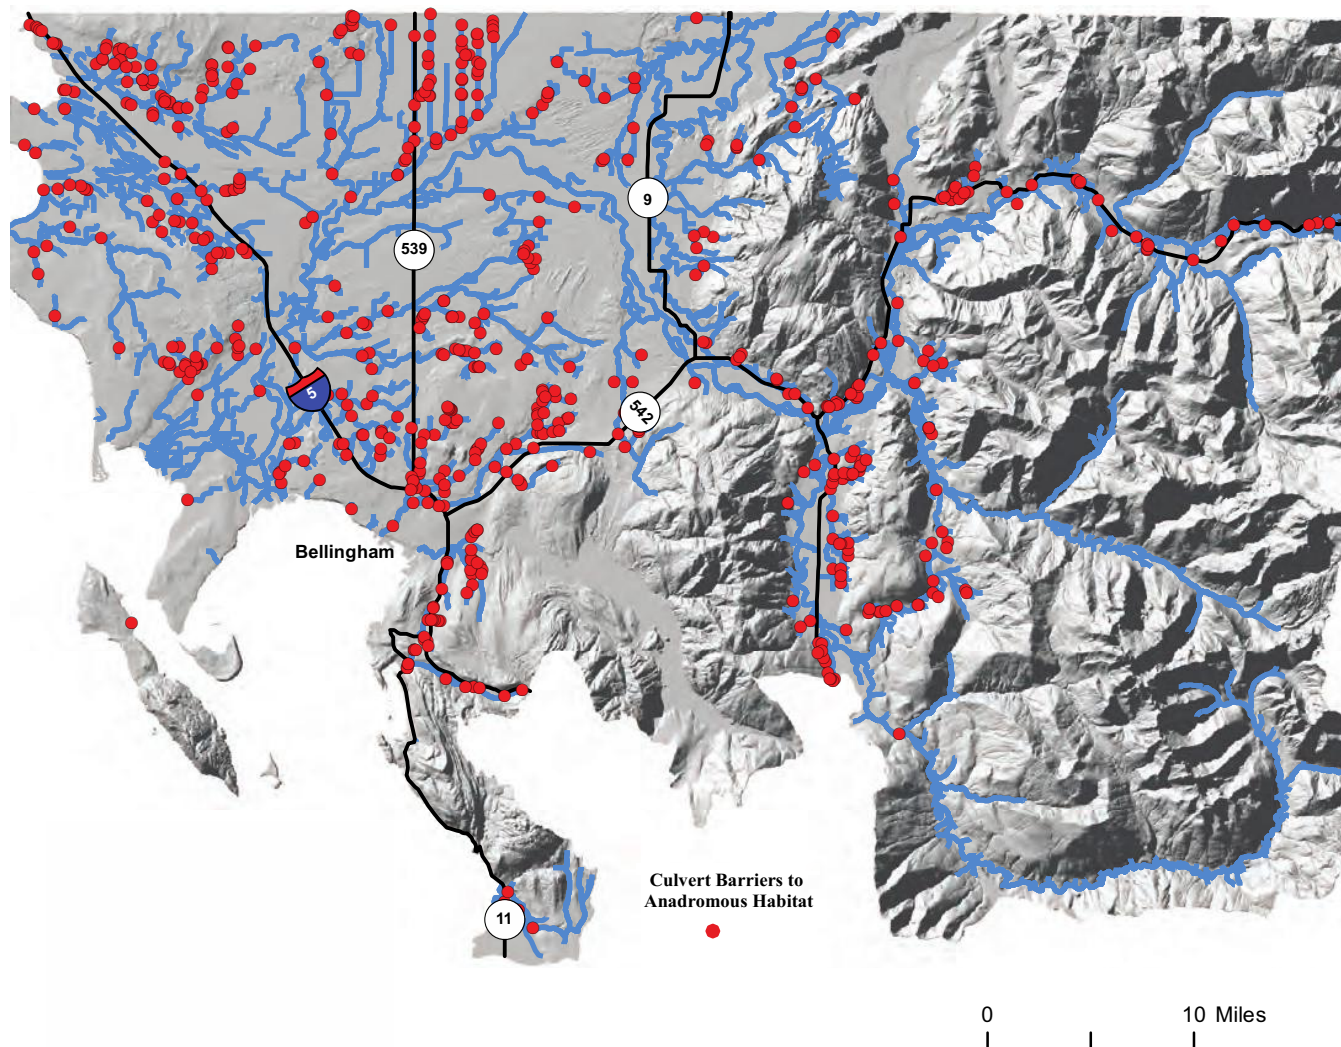 9
539
5
542
Bellingham
Culvert Barriers to
Anadromous Habitat
11
0 10 Miles